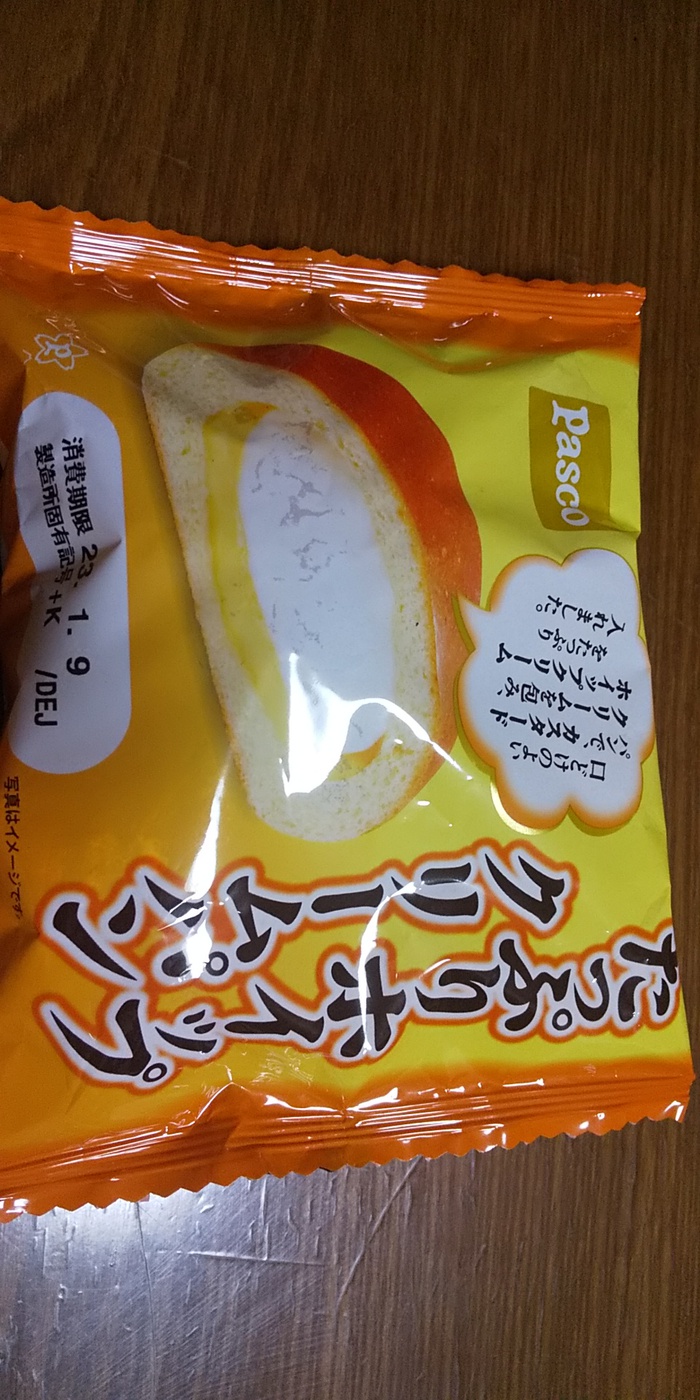 Pasco
口どけのよい
パンで、カスタード
クリームを包み、
ホイップクリーム
をたっぷり
入れました。
たっぷりホイップ
クリームパン
消費期限 23. 1. 9
製造所固有記号 +K /DEJ
写真はイメージです